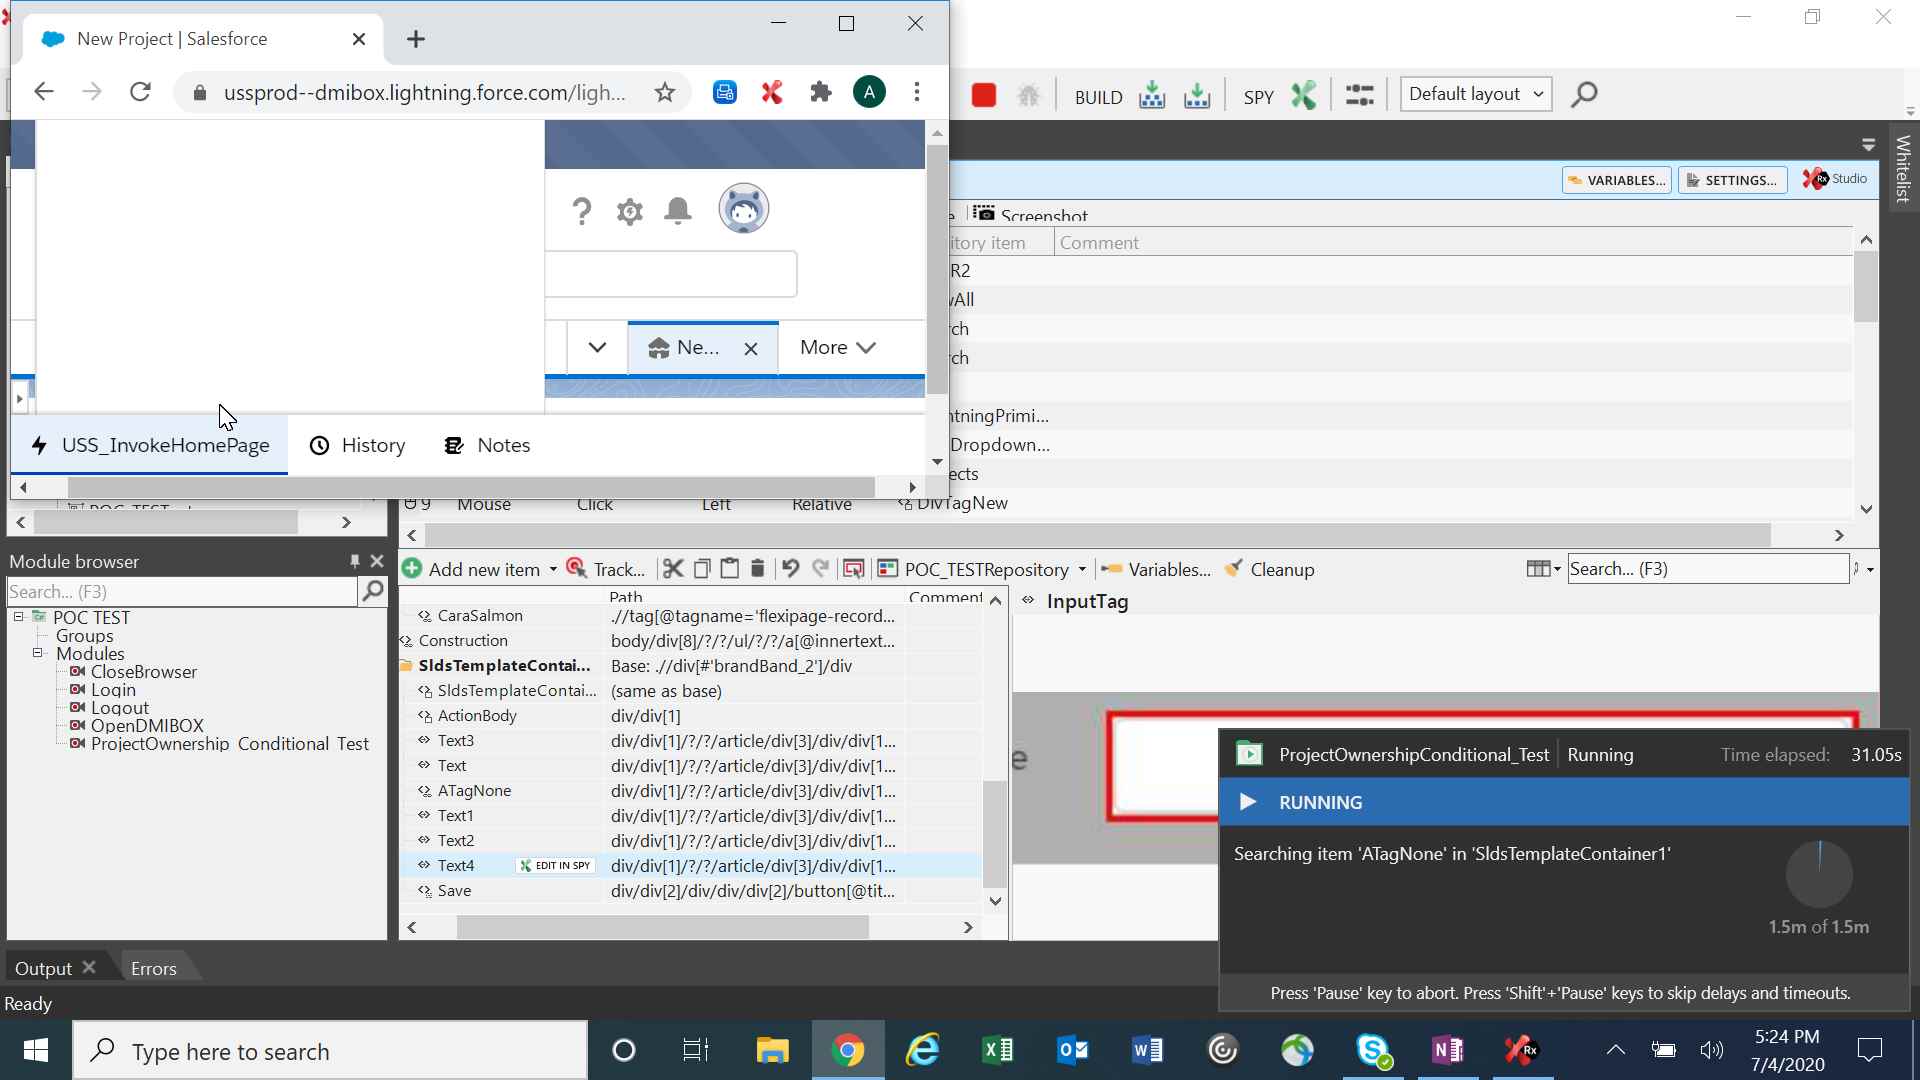 New Project | Salesforce
ussprod--dmibox.lightning.force.com/ligh...
A
BUILD
SPY
Default layout
Whitelist
VARIABLES...
SETTINGS...
Rx Studio
Screenshot
itory item
Comment
R2
ch
ch
Ne...
More
ntningPrimi...
Dropdown...
ects
USS_InvokeHomePage
History
Notes
9 Mouse Click Left Relative DivTagNew
Module browser
Search... (F3)
POC TEST
Groups
Modules
CloseBrowser
Login
Logout
OpenDMIBOX
ProjectOwnership Conditional Test
Add new item
Track...
POC_TESTRepository
Variables...
Cleanup
Search... (F3)
Path
Comment
CaraSalmon .//tag[@tagname='flexipage-record...
Construction body/div[8]/?/?/ul/?/?/a[@innertext...
SldsTemplateContai... Base: .//div[#'brandBand_2']/div
SldsTemplateContai... (same as base)
ActionBody div/div[1]
Text3 div/div[1]/?/?/article/div[3]/div/div[1...
Text div/div[1]/?/?/article/div[3]/div/div[1...
ATagNone div/div[1]/?/?/article/div[3]/div/div[1...
Text1 div/div[1]/?/?/article/div[3]/div/div[1...
Text2 div/div[1]/?/?/article/div[3]/div/div[1...
Text4 EDIT IN SPY div/div[1]/?/?/article/div[3]/div/div[1...
Save div/div[2]/div/div/div[2]/button[@tit...
InputTag
e
ProjectOwnershipConditional_Test Running Time elapsed: 31.05s
RUNNING
Searching item 'ATagNone' in 'SldsTemplateContainer1'
1.5m of 1.5m
Press 'Pause' key to abort. Press 'Shift'+'Pause' keys to skip delays and timeouts.
Output
Errors
Ready
Type here to search
5:24 PM
7/4/2020